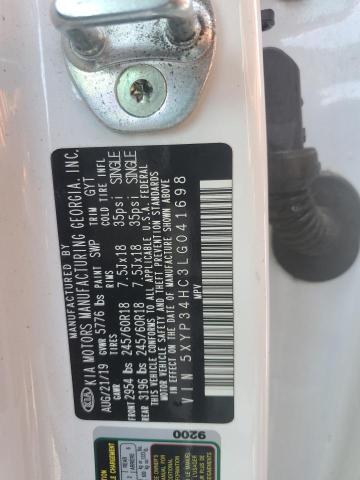 MANUFACTURED BY
KIA KIA MOTORS MANUFACTURING GEORGIA, INC.
AUG/21/19 GVWR 5776 lbs PAINT SWP TRIM GYT
GAWR TIRES RIMS COLD TIRE INFL
FRONT 2954 lbs 245/60R18 7.5JX18 35psi SINGLE
REAR 3196 lbs 245/60R18 7.5JX18 35psi SINGLE
THIS VEHICLE CONFORMS TO ALL APPLICABLE U.S.A. FEDERAL
MOTOR VEHICLE SAFETY AND THEFT PREVENTION STANDARDS
IN EFFECT ON THE DATE OF MANUFACTURE SHOWN ABOVE.
VIN 5XYP34HC3LG041698
MPV
9200